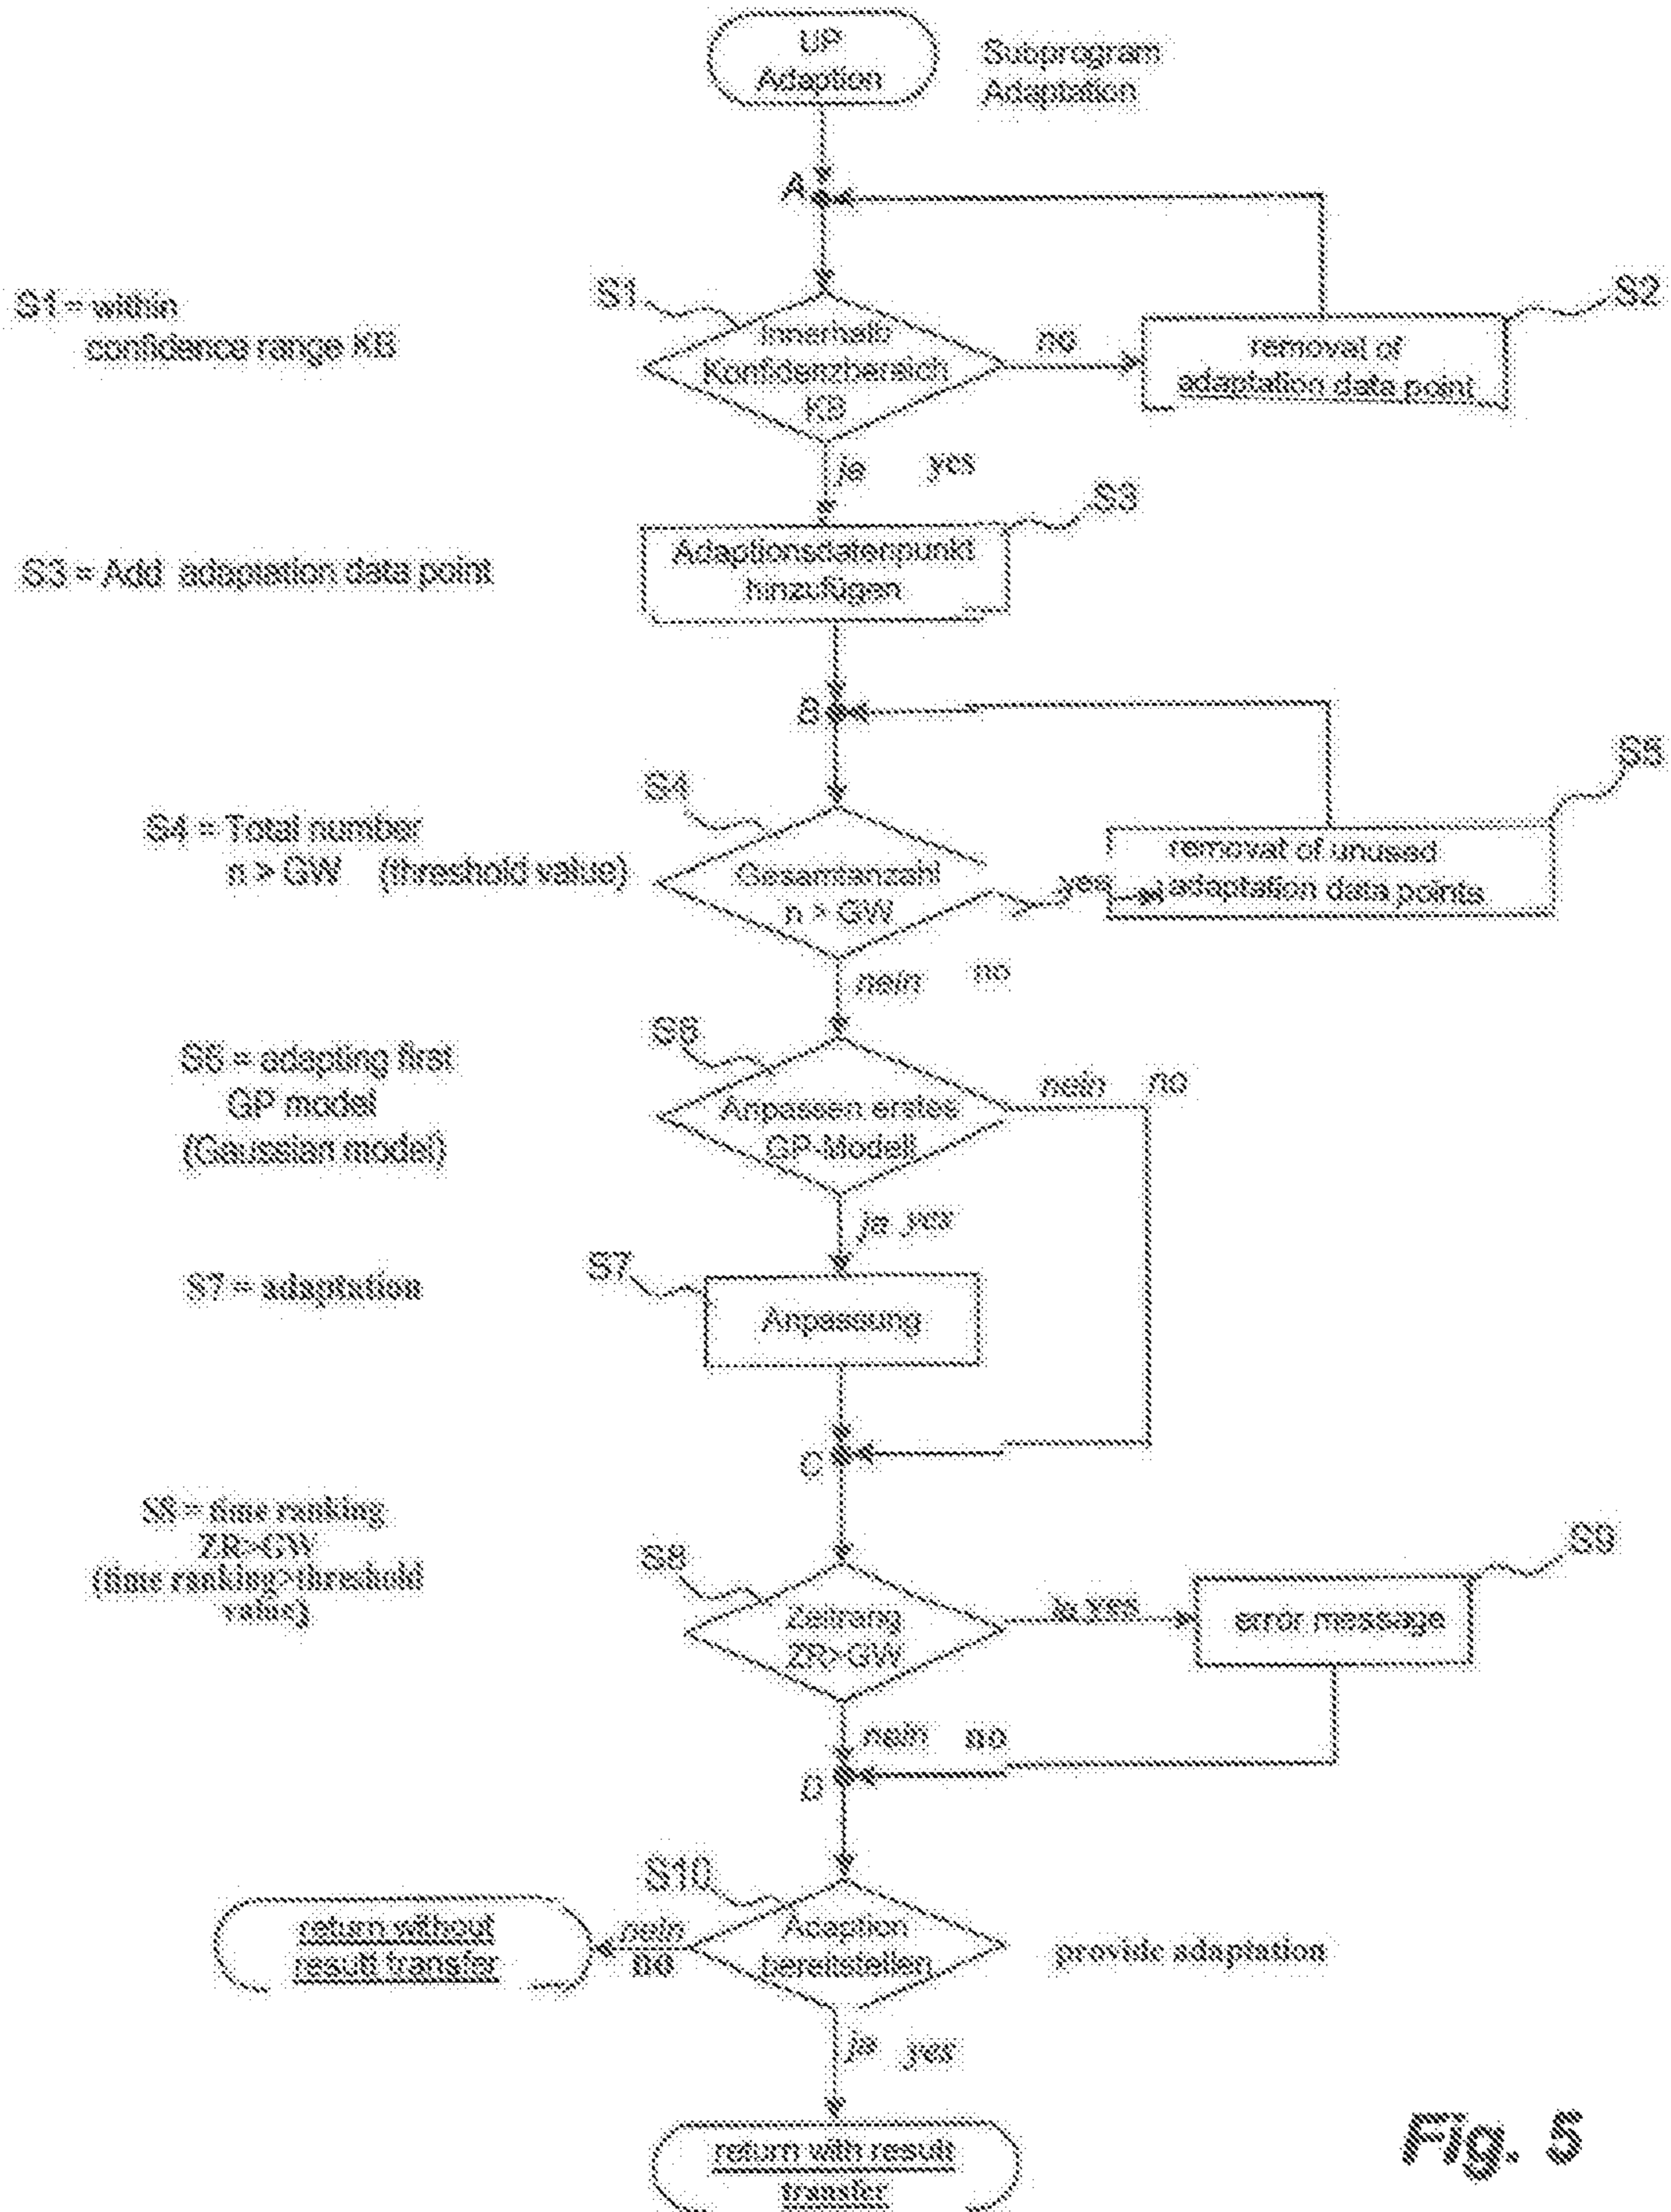 UP
Adaption
Subprogram
Adaptation
A
S1 = within
confidence range KB
S1
Innerhalb
Konfidenzbereich
KB
no
removal of
adaptation data point
S2
ja yes
S3 = Add adaptation data point
Adaptionsdatenpunkt
hinzufügen
S3
B
S4 = Total number
n > GW (threshold value)
S4
Gesamtanzahl
n > GW
yes
removal of unused
adaptation data points
S5
nein no
S6 = adapting first
GP model
(Gaussian model)
S6
Anpassen erstes
GP-Modell
nein no
ja yes
S7 = adaptation
S7
Anpassung
C
S8 = time ranking
ZR>GW
(time ranking>threshold
value)
S8
Zeitrang
ZR>GW
ja yes
error message
S9
nein no
D
S10
Adaption
bereitstellen
provide adaptation
nein
no
return without
result transfer
ja yes
return with result
transfer
Fig. 5